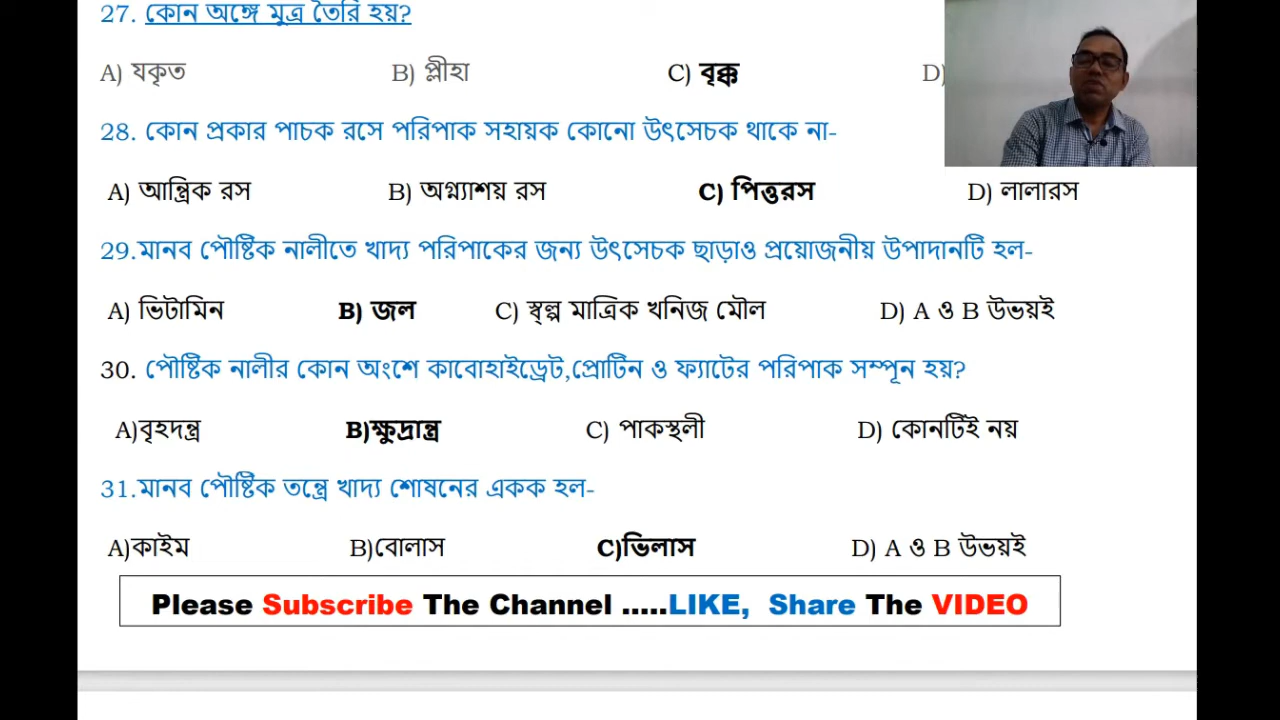 27. কোন অঙ্গে মুত্র তৈরি হয়?
A) যকৃত B) প্লীহা C) বৃক্ক D)
28. কোন প্রকার পাচক রসে পরিপাক সহায়ক কোনো উৎসেচক থাকে না-
A) আন্ত্রিক রস B) অগ্ন্যাশয় রস C) পিত্তরস D) লালারস
29.মানব পৌষ্টিক নালীতে খাদ্য পরিপাকের জন্য উৎসেচক ছাড়াও প্রয়োজনীয় উপাদানটি হল-
A) ভিটামিন B) জল C) স্ব্ল্প মাত্রিক খনিজ মৌল D) A ও B উভয়ই
30. পৌষ্টিক নালীর কোন অংশে কাবোহাইড্রেট,প্রোটিন ও ফ্যাটের পরিপাক সম্পূন হয়?
A)বৃহদন্ত্র B)ক্ষুদ্রান্ত্র C) পাকস্থলী D) কোনটিই নয়
31.মানব পৌষ্টিক তন্ত্রে খাদ্য শোষনের একক হল-
A)কাইম B)বোলাস C)ভিলাস D) A ও B উভয়ই
Please Subscribe The Channel .....LIKE, Share The VIDEO